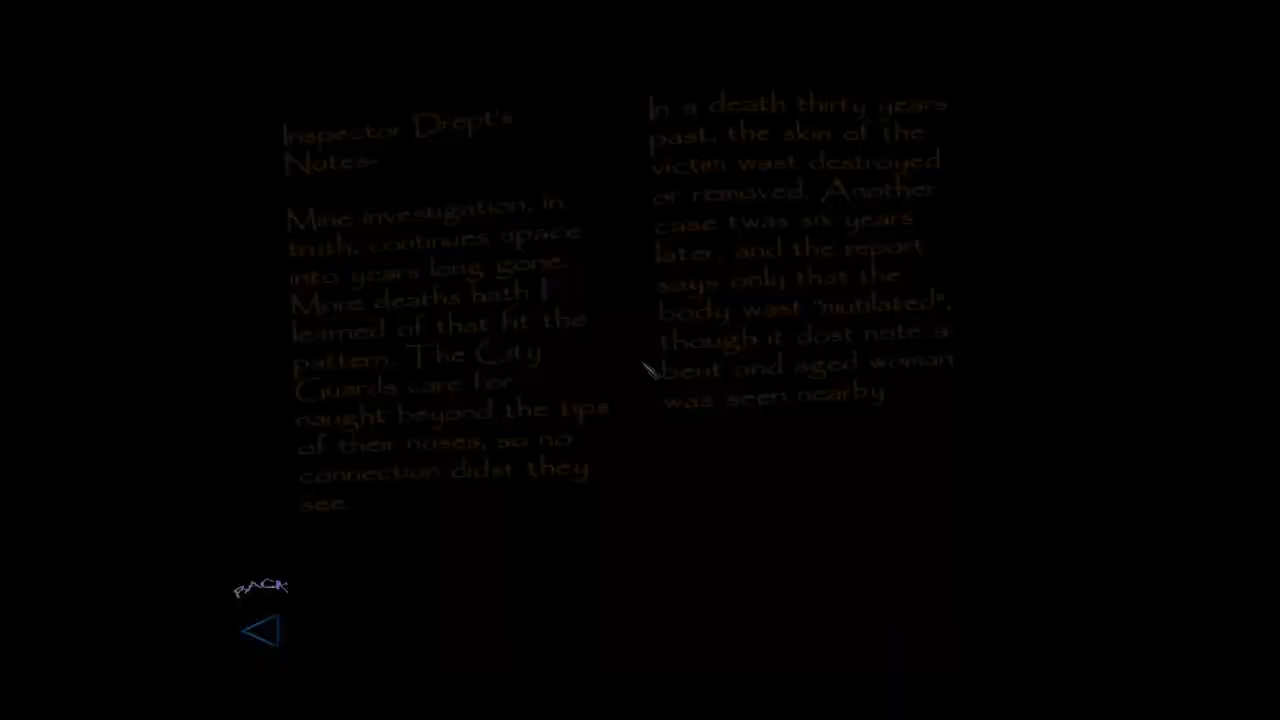 Inspector Drept's
Notes-
Mine investigation, in
truth, continues apace
into years long gone.
More deaths hath I
learned of that fit the
pattern. The City
Guards care for
naught beyond the tips
of their noses, so no
connection didst they
see.
In a death thirty years
past, the skin of the
victim wast destroyed
or removed. Another
case twas six years
later, and the report
says only that the
body wast "mutilated",
though it dost note a
bent and aged woman
was seen nearby
BACK